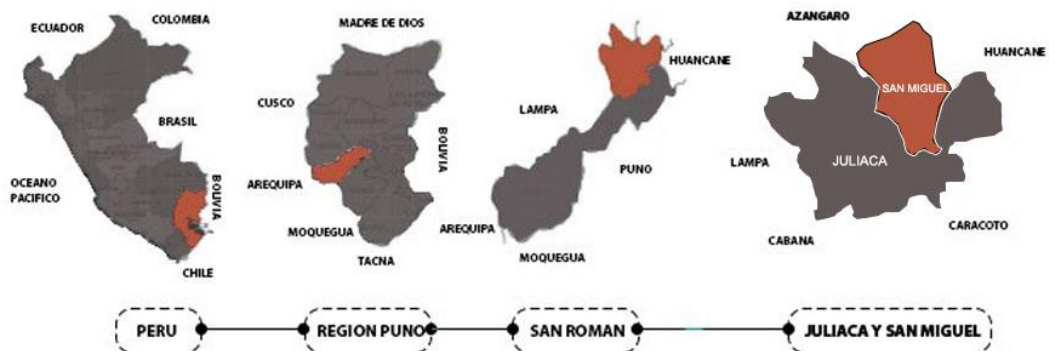 ECUADOR
COLOMBIA
BRASIL
OCEANO
PACIFICO
BOLIVIA
CHILE
MADRE DE DIOS
CUSCO
BOLIVIA
AREQUIPA
MOQUEGUA
TACNA
HUANCANE
LAMPA
PUNO
AREQUIPA
MOQUEGUA
AZANGARO
HUANCANE
SAN MIGUEL
LAMPA
JULIACA
CARACOTO
CABANA
PERU
REGION PUNO
SAN ROMAN
JULIACA Y SAN MIGUEL